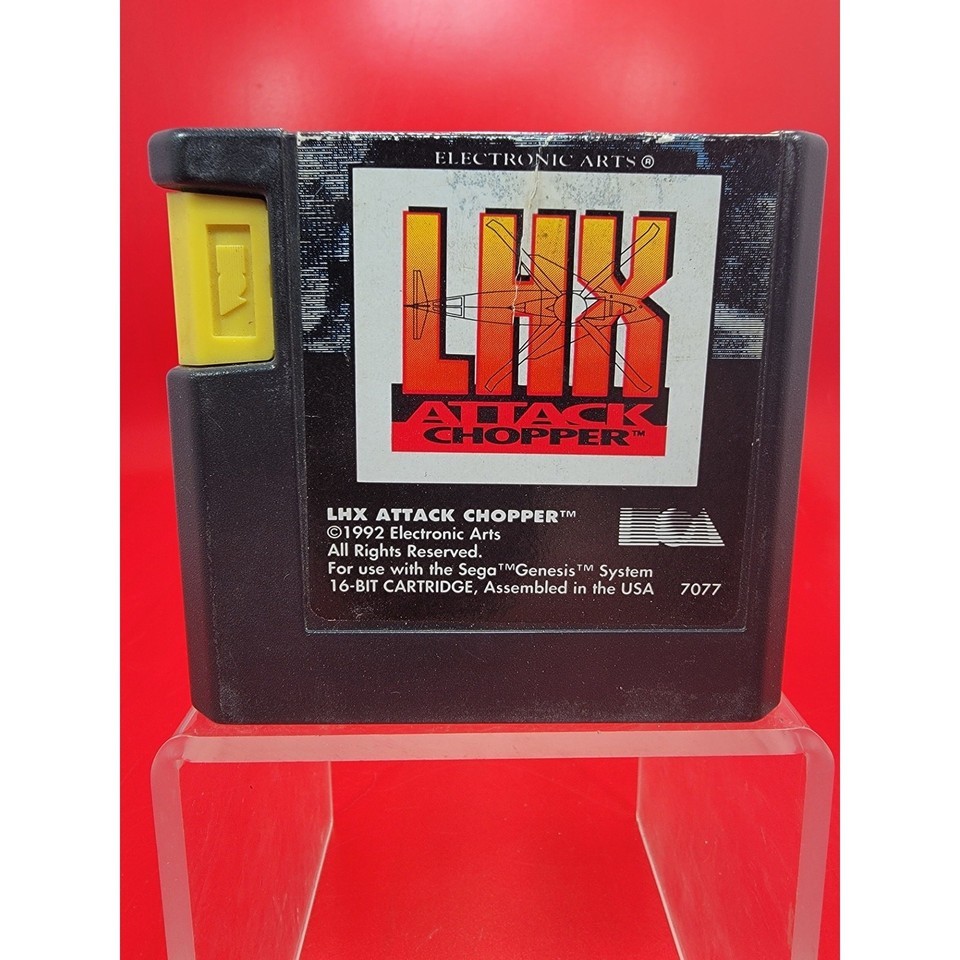 ELECTRONIC ARTS®
LHX
ATTACK
CHOPPER™
LHX ATTACK CHOPPER™
©1992 Electronic Arts
All Rights Reserved.
For use with the Sega™Genesis™ System
16-BIT CARTRIDGE, Assembled in the USA 7077
EA